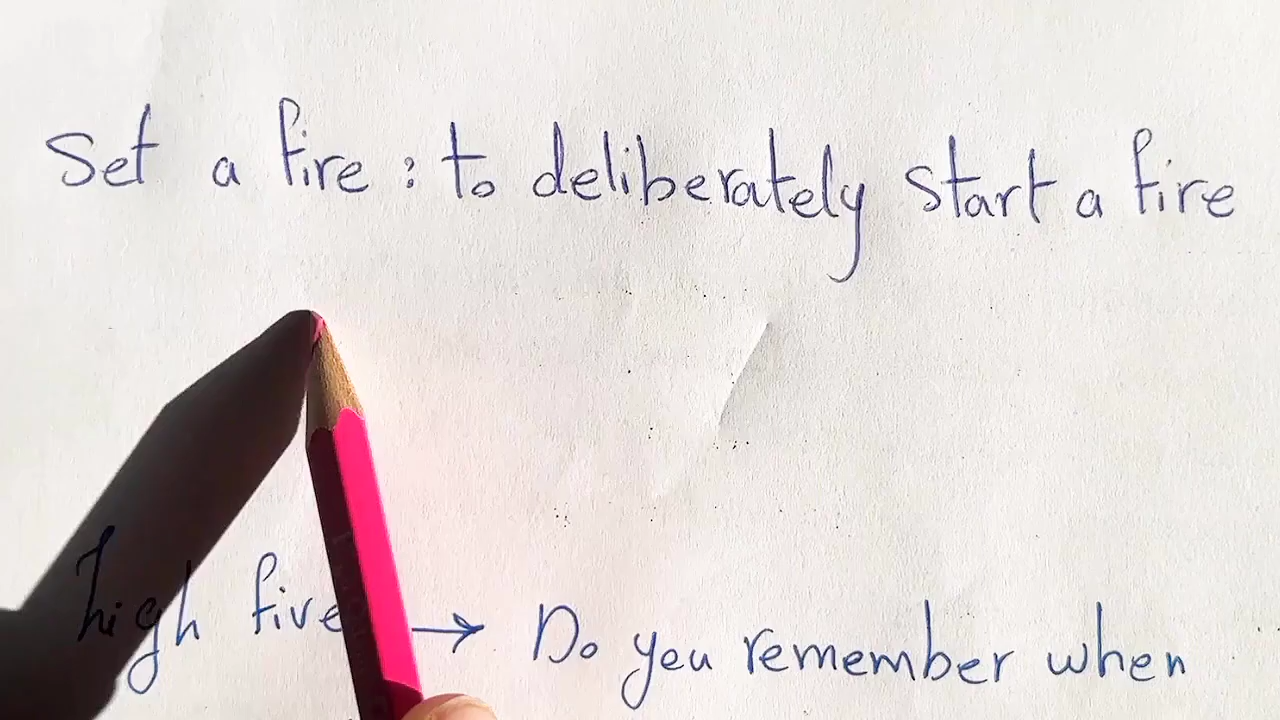 Set a fire : to deliberately start a fire
high five → Do you remember when